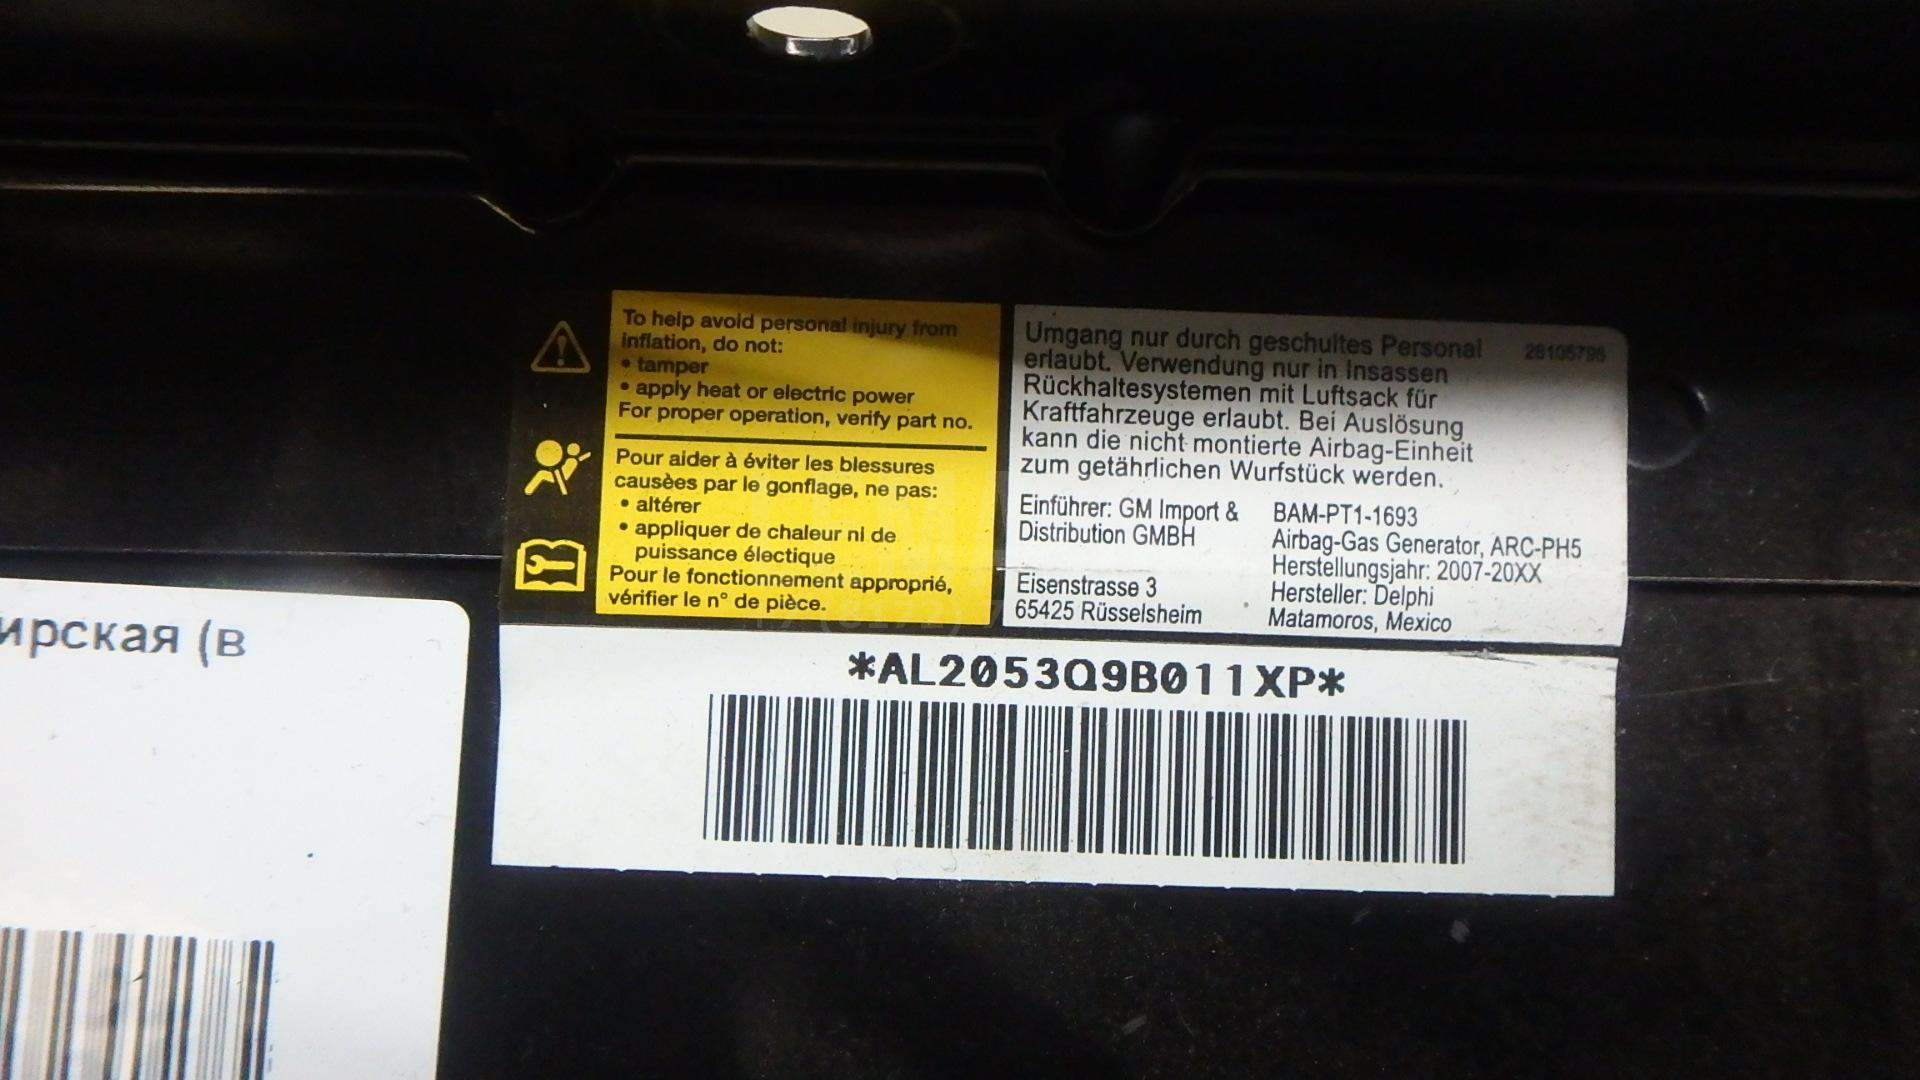 To help avoid personal injury from
inflation, do not:
• tamper
• apply heat or electric power
For proper operation, verify part no.
Pour aider à éviter les blessures
causèes par le gonflage, ne pas:
• altérer
• appliquer de chaleur ni de
puissance électique
Pour le fonctionnement approprié,
vérifier le n° de pièce.
Umgang nur durch geschultes Personal
erlaubt. Verwendung nur in Insassen
Rückhaltesystemen mit Luftsack für
Kraftfahrzeuge erlaubt. Bei Auslösung
kann die nicht montierte Airbag-Einheit
zum getährlichen Wurfstück werden.
28105796
Einführer: GM Import &
Distribution GMBH
Eisenstrasse 3
65425 Rüsselsheim
BAM-PT1-1693
Airbag-Gas Generator, ARC-PH5
Herstellungsjahr: 2007-20XX
Hersteller: Delphi
Matamoros, Mexico
*AL2053Q9B011XP*
ирская (в